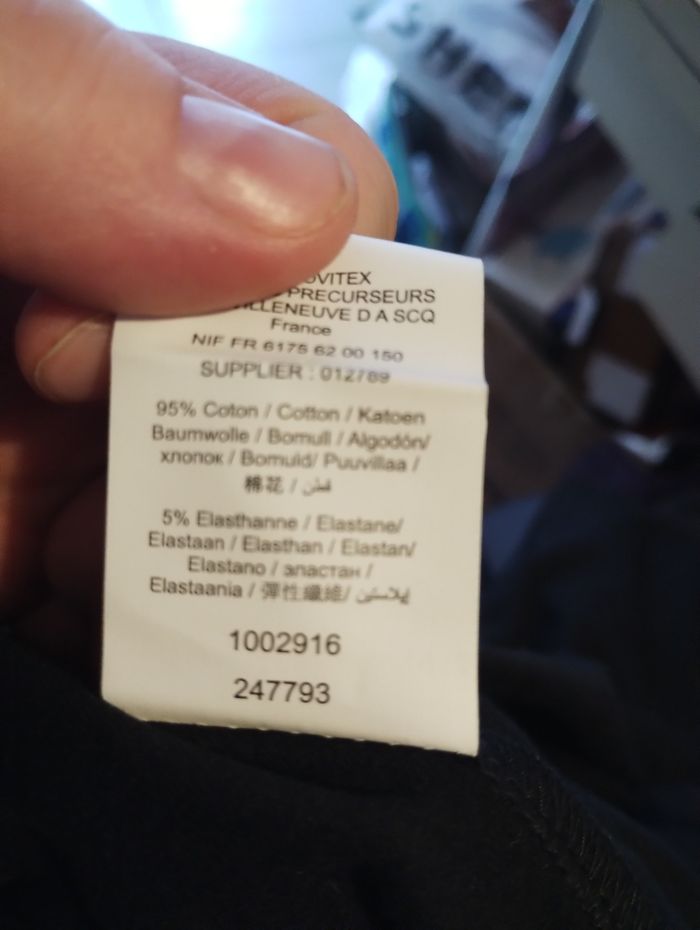 OVITEX
PRECURSEURS
LLENEUVE D A SCQ
France
NIF FR 6175 62 00 150
SUPPLIER : 012789
95% Coton / Cotton / Katoen
Baumwolle / Bomull / Algodón/
хлопок / Bomuld/ Puuvillaa /
棉花 / قطن
5% Elasthanne / Elastane/
Elastaan / Elasthan / Elastan/
Elastano / эластан /
Elastaania / 彈性纖維/ إيلاستين
1002916
247793